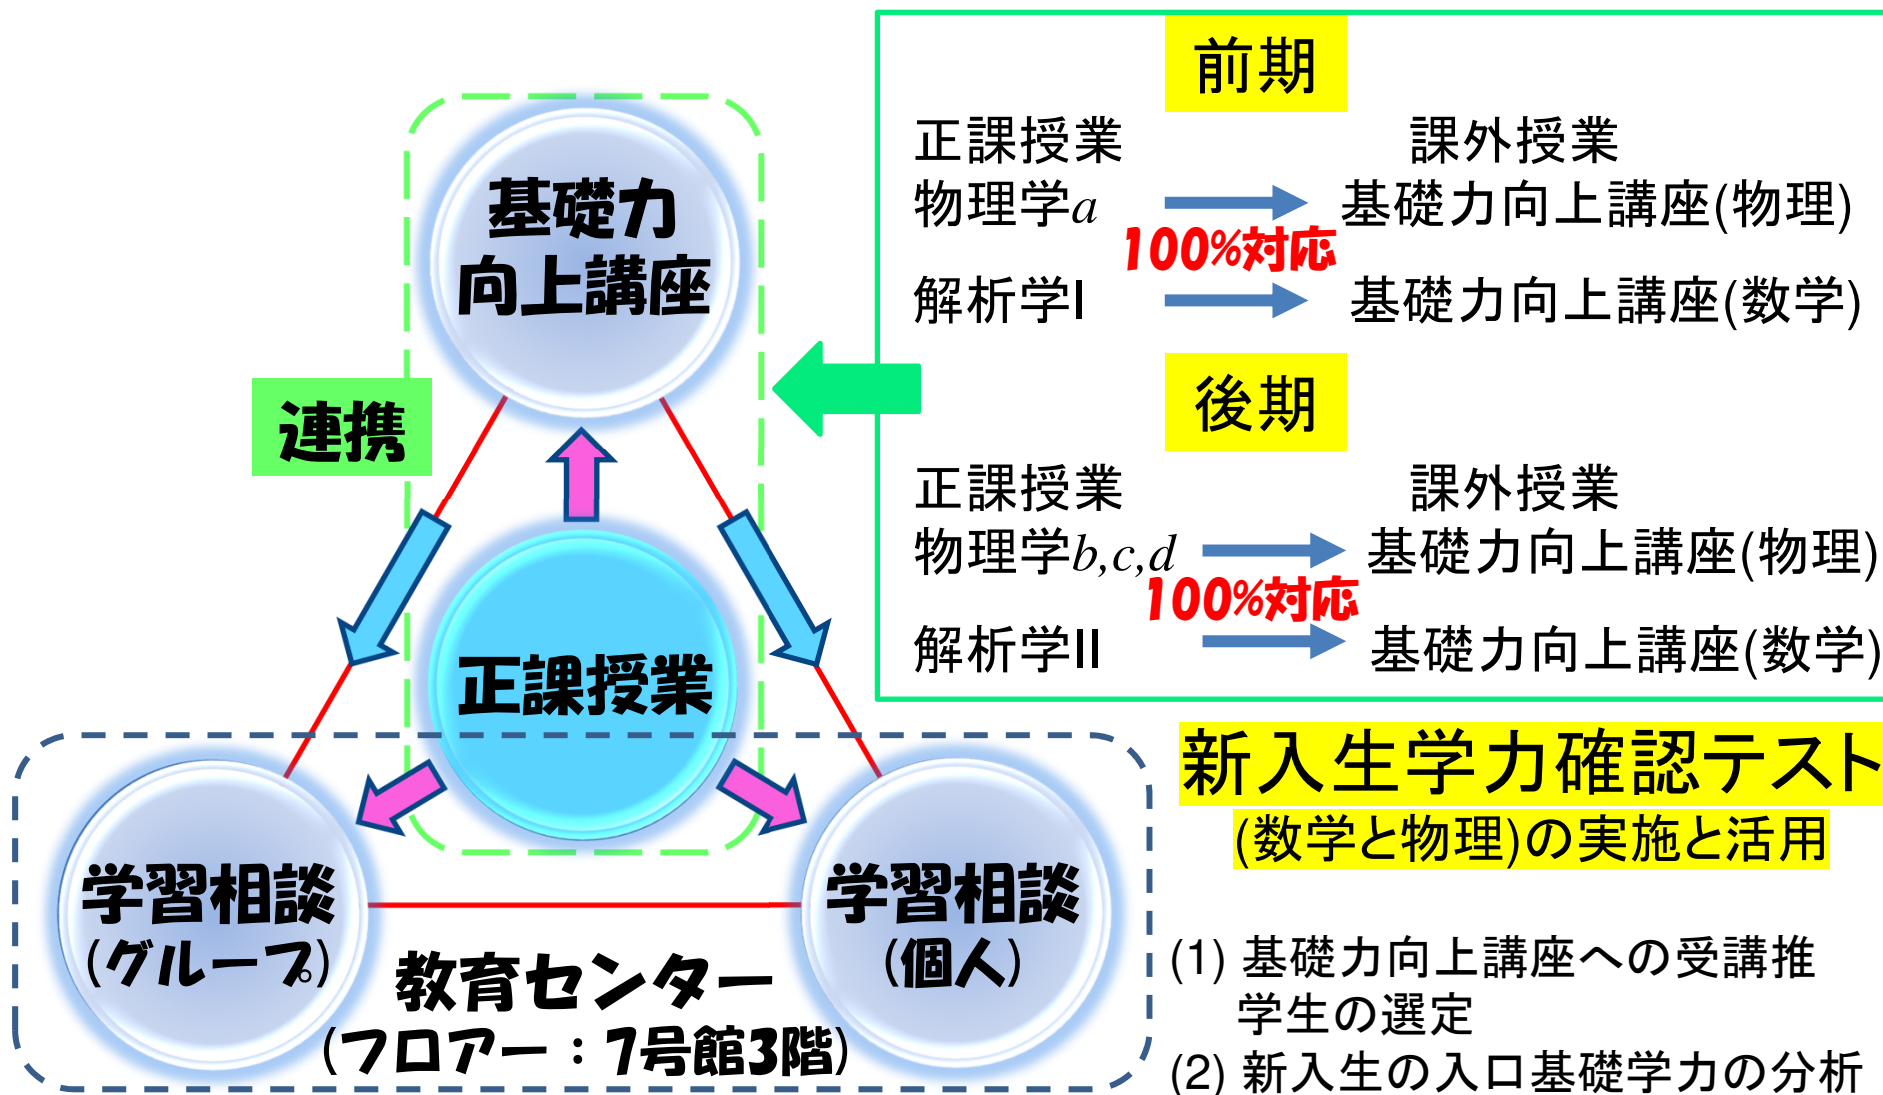 基礎力
向上講座
連携
正課授業
学習相談
(グループ)
学習相談
(個人)
教育センター
(フロアー：7号館3階)
前期
正課授業 課外授業
物理学a 基礎力向上講座(物理)
100%対応
解析学I 基礎力向上講座(数学)
後期
正課授業 課外授業
物理学b,c,d 基礎力向上講座(物理)
100%対応
解析学II 基礎力向上講座(数学)
新入生学力確認テスト
(数学と物理)の実施と活用
(1) 基礎力向上講座への受講推
学生の選定
(2) 新入生の入口基礎学力の分析